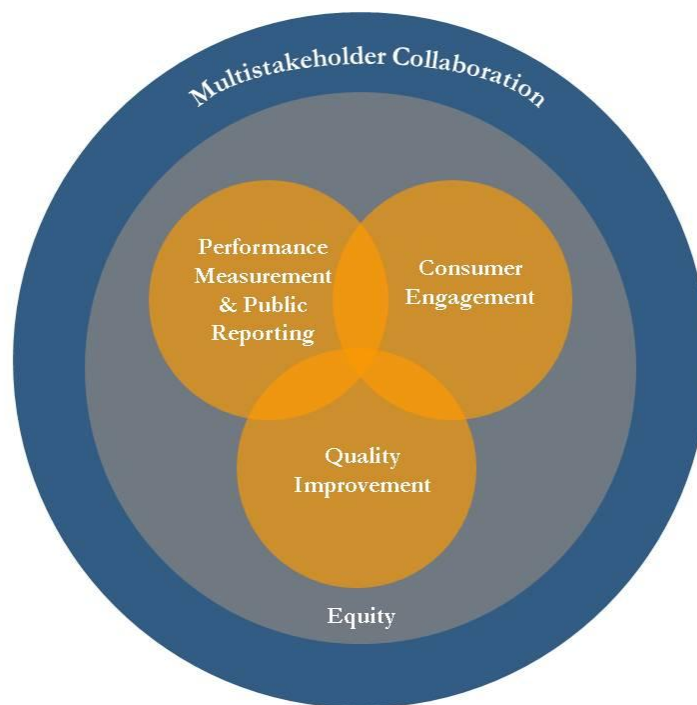 Multistakeholder Collaboration
Performance
Measurement
& Public
Reporting
Consumer
Engagement
Quality
Improvement
Equity